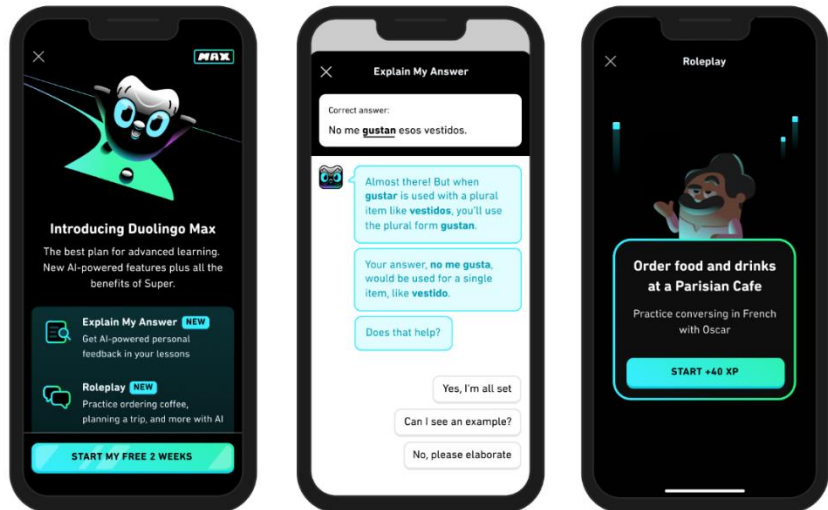 MAX
Introducing Duolingo Max
The best plan for advanced learning.
New AI-powered features plus all the
benefits of Super.
Explain My Answer NEW
Get AI-powered personal
feedback in your lessons
Roleplay NEW
Practice ordering coffee,
planning a trip, and more with AI
START MY FREE 2 WEEKS
Explain My Answer
Correct answer:
No me gustan esos vestidos.
Almost there! But when
gustar is used with a plural
item like vestidos, you'll use
the plural form gustan.
Your answer, no me gusta,
would be used for a single
item, like vestido.
Does that help?
Yes, I'm all set
Can I see an example?
No, please elaborate
Roleplay
Order food and drinks
at a Parisian Cafe
Practice conversing in French
with Oscar
START +40 XP